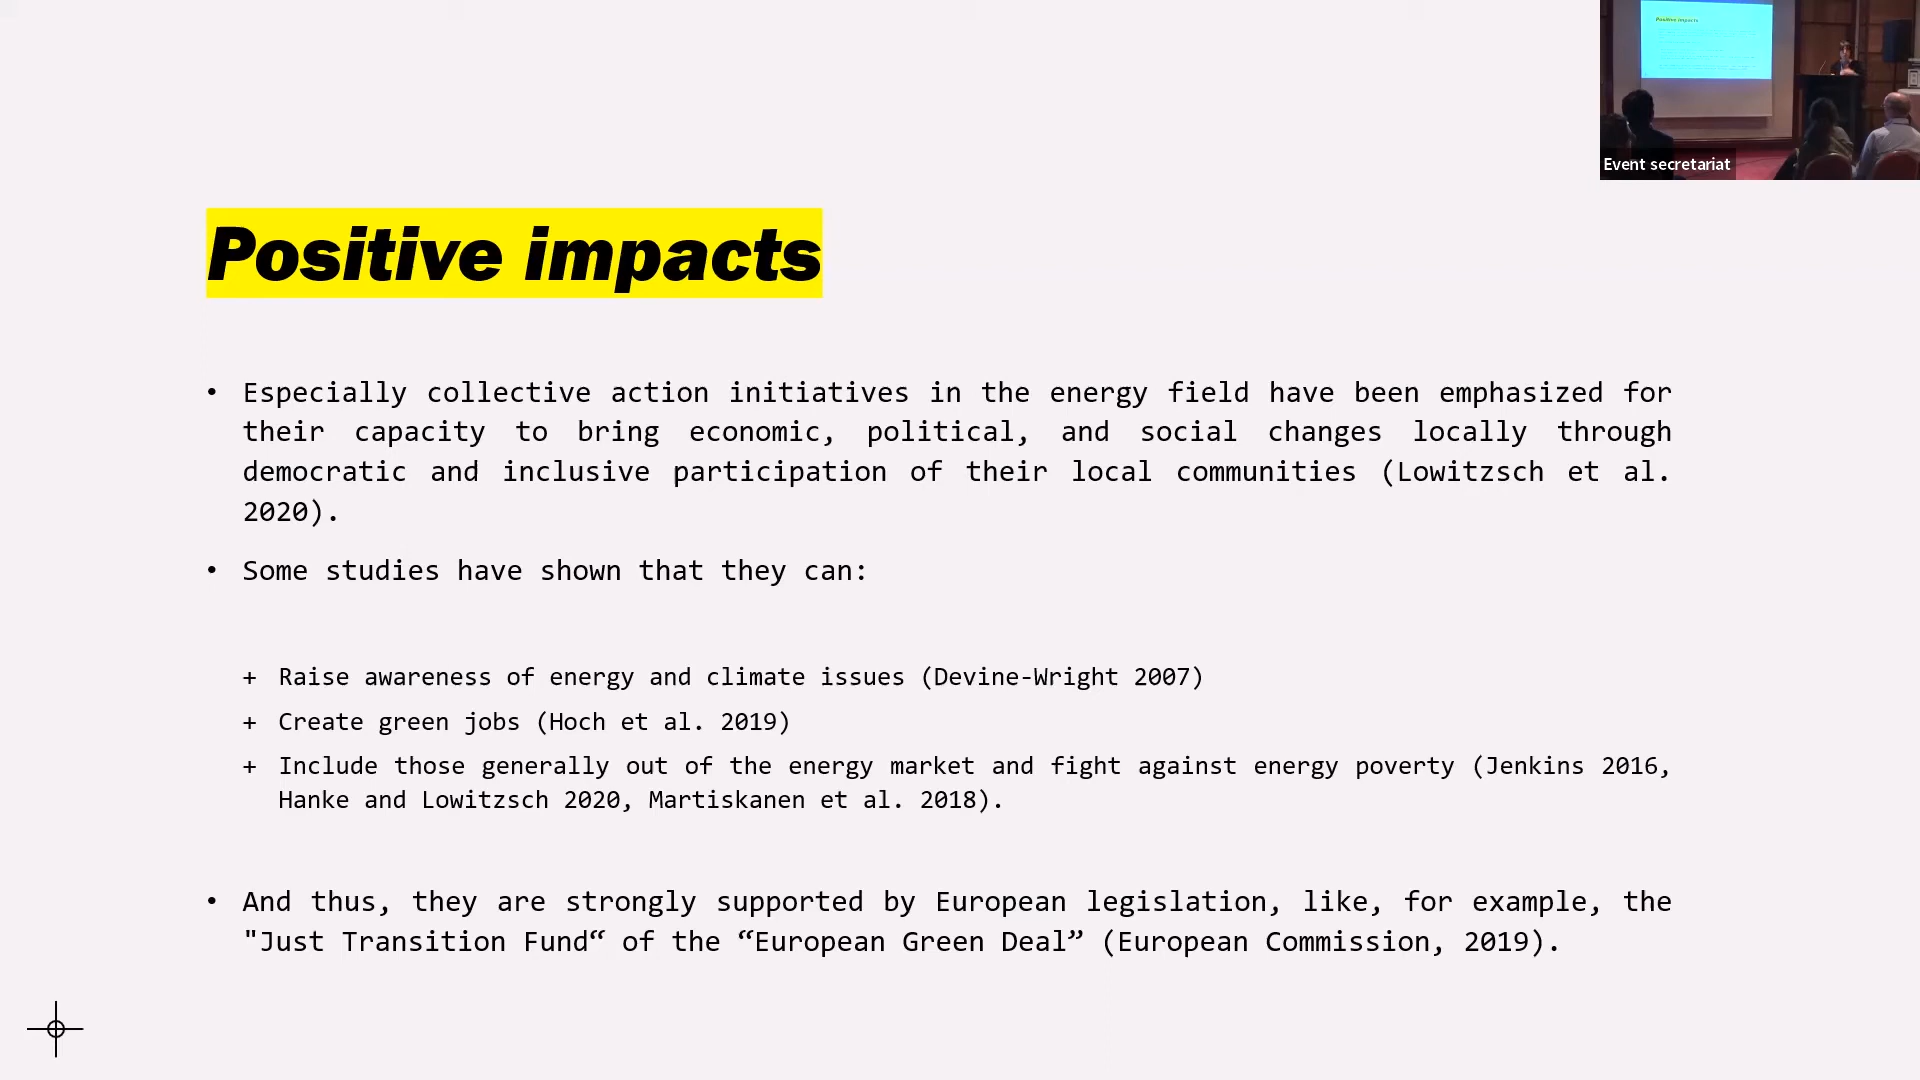 Event secretariat
Positive impacts
• Especially collective action initiatives in the energy field have been emphasized for
their capacity to bring economic, political, and social changes locally through
democratic and inclusive participation of their local communities (Lowitzsch et al.
2020).
• Some studies have shown that they can:
+ Raise awareness of energy and climate issues (Devine-Wright 2007)
+ Create green jobs (Hoch et al. 2019)
+ Include those generally out of the energy market and fight against energy poverty (Jenkins 2016,
Hanke and Lowitzsch 2020, Martiskanen et al. 2018).
• And thus, they are strongly supported by European legislation, like, for example, the
"Just Transition Fund“ of the “European Green Deal” (European Commission, 2019).